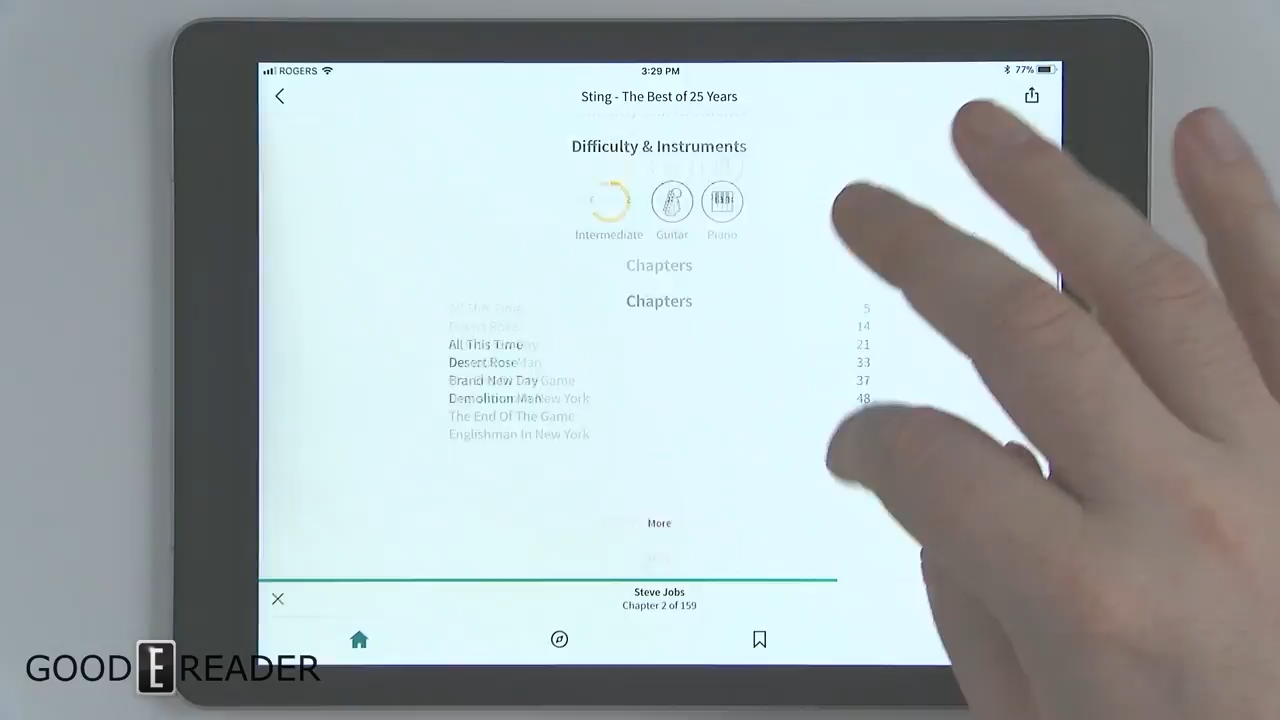 ROGERS 3:29 PM 77%
Sting - The Best of 25 Years
Difficulty & Instruments
Intermediate Guitar Piano
Chapters
Chapters
5
14
All This Time 21
Desert Rose 33
Brand New Day 37
Demolition Man 48
The End Of The Game
Englishman In New York
More
Steve Jobs
Chapter 2 of 159
GOOD E READER